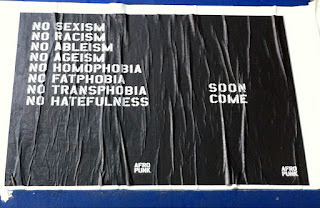 NO SEXISM
NO RACISM
NO ABLEISM
NO AGEISM
NO HOMOPHOBIA
NO FATPHOBIA
NO TRANSPHOBIA
NO HATEFULNESS
AFRO
PUNK
SOON
COME
AFRO
PUNK